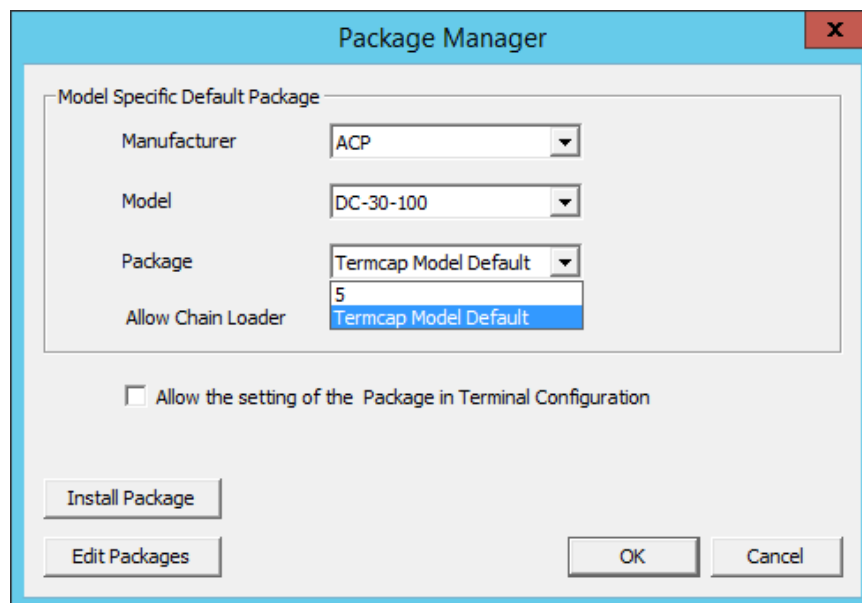 Package Manager
x
Model Specific Default Package
Manufacturer
ACP
Model
DC-30-100
Package
Termcap Model Default
5
Allow Chain Loader
Termcap Model Default
Allow the setting of the Package in Terminal Configuration
Install Package
Edit Packages
OK
Cancel